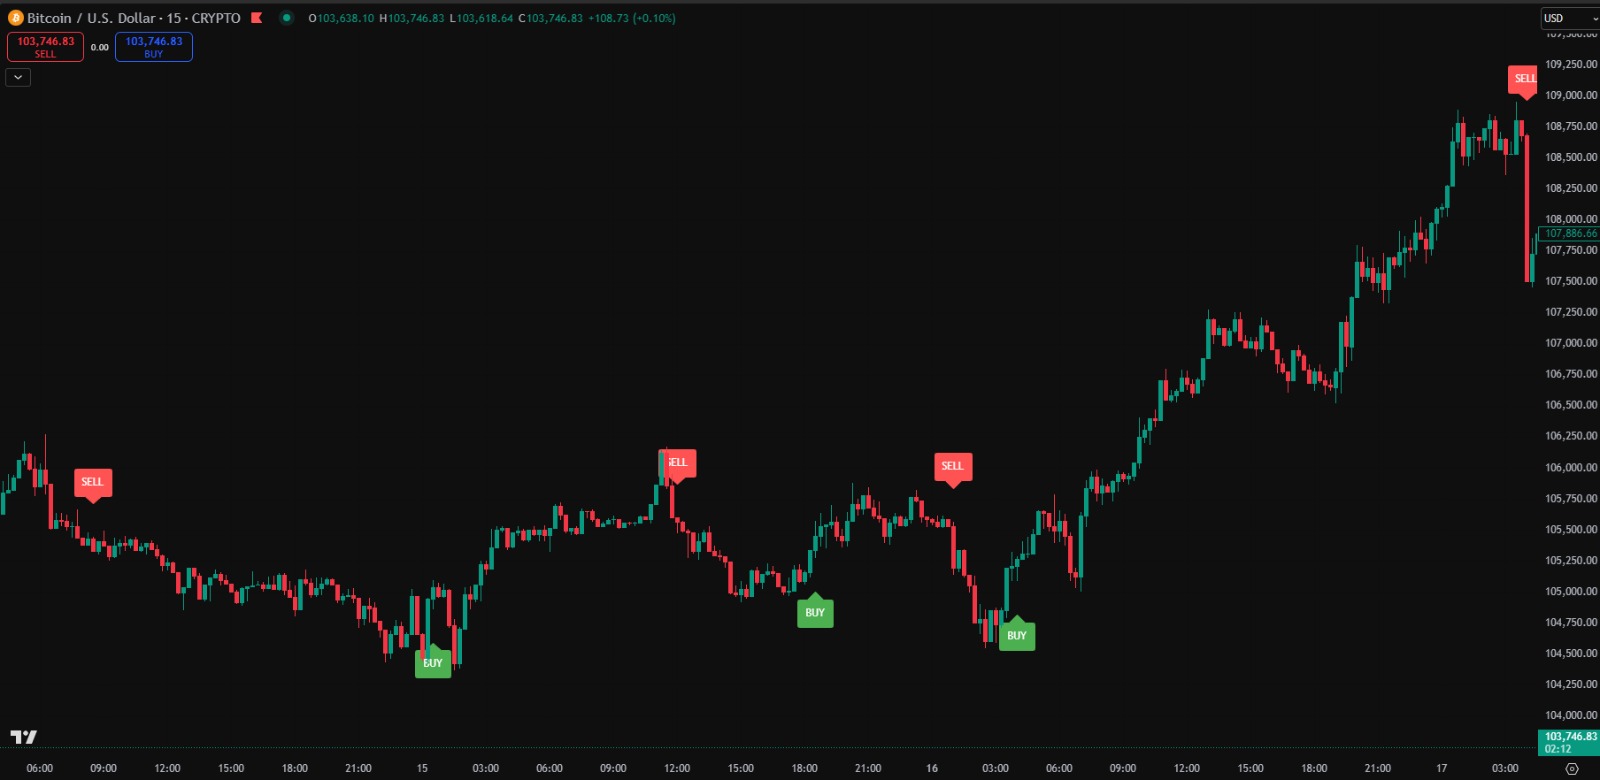 Bitcoin / U.S. Dollar · 15 · CRYPTO O103,638.10 H103,746.83 L103,618.64 C103,746.83 +108.73 (+0.10%)
USD
103,746.83
SELL
0.00
103,746.83
BUY
109,500.00
109,250.00
109,000.00
108,750.00
108,500.00
108,250.00
108,000.00
107,886.66
107,750.00
107,500.00
107,250.00
107,000.00
106,750.00
106,500.00
106,250.00
106,000.00
105,750.00
105,500.00
105,250.00
105,000.00
104,750.00
104,500.00
104,250.00
104,000.00
103,746.83
02:12
SELL
SELL
SELL
SELL
BUY
BUY
BUY
06:00 09:00 12:00 15:00 18:00 21:00 15 03:00 06:00 09:00 12:00 15:00 18:00 21:00 16 03:00 06:00 09:00 12:00 15:00 18:00 21:00 17 03:00